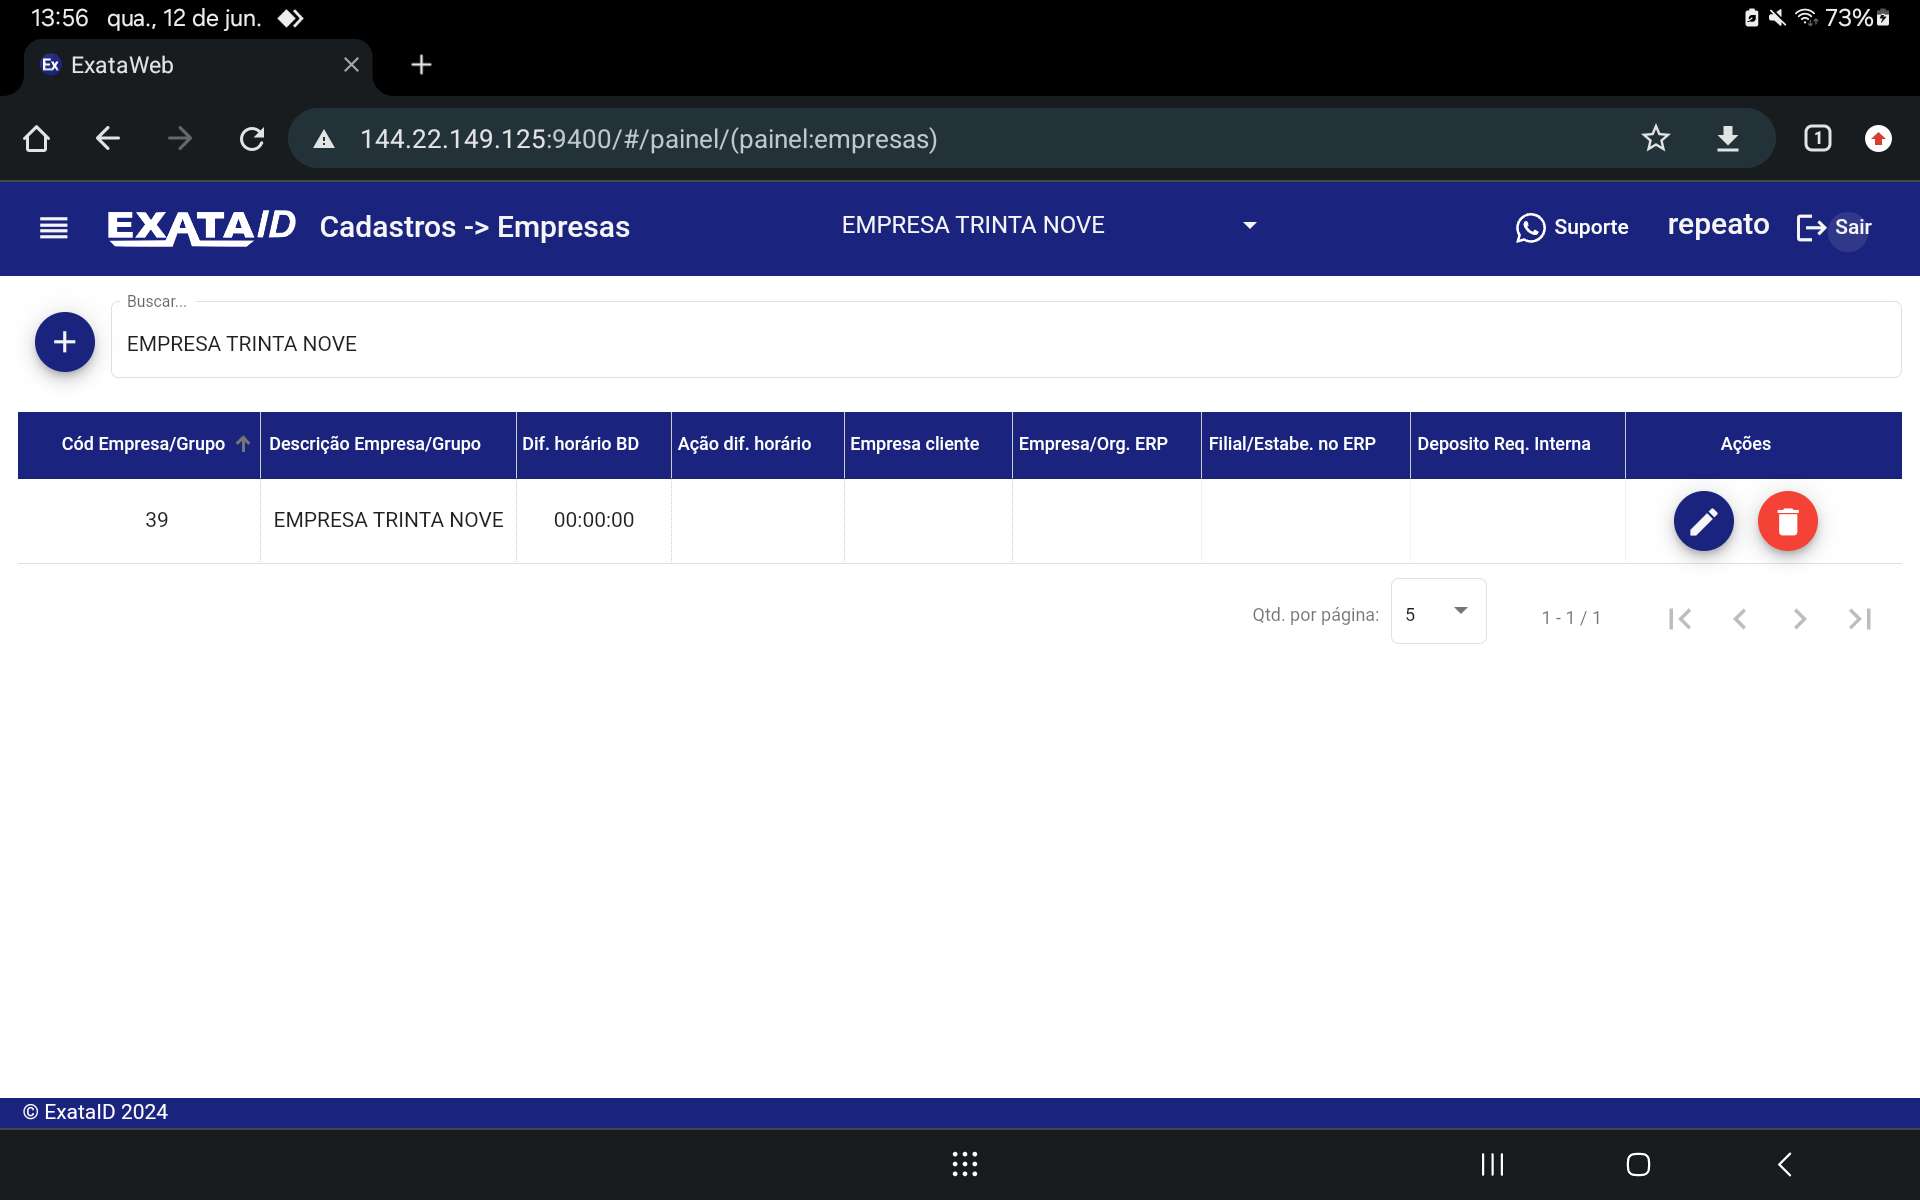 13:56 qua., 12 de jun. 73%
Ex ExataWeb
144.22.149.125:9400/#/painel/(painel:empresas) 1
EXATAID Cadastros -> Empresas EMPRESA TRINTA NOVE Suporte repeato Sair
Buscar...
EMPRESA TRINTA NOVE
Cód Empresa/Grupo Descrição Empresa/Grupo Dif. horário BD Ação dif. horário Empresa cliente Empresa/Org. ERP Filial/Estabe. no ERP Deposito Req. Interna Ações
39 EMPRESA TRINTA NOVE 00:00:00
Qtd. por página: 5 1 - 1 / 1
© ExataID 2024